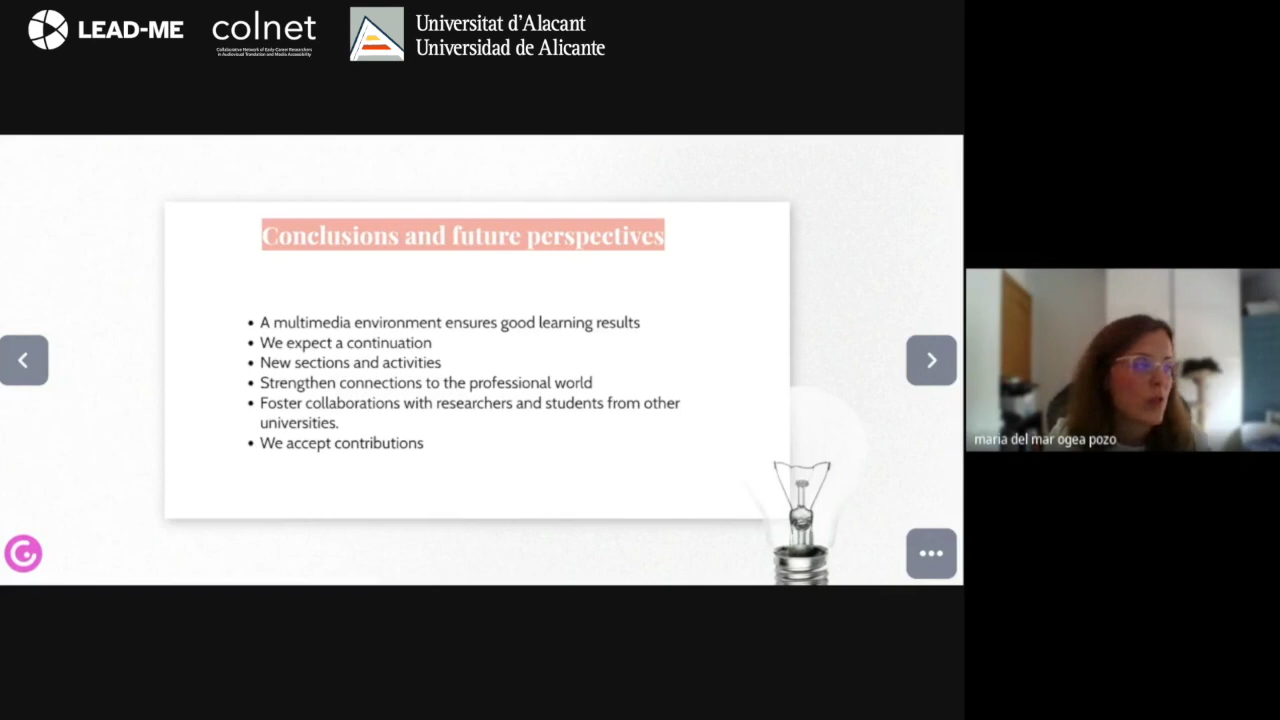 LEAD-ME
colnet
Collaborative Network of Early-Career Researchers
in Audiovisual Translation and Media Accessibility
Universitat d'Alacant
Universidad de Alicante
Conclusions and future perspectives
• A multimedia environment ensures good learning results
• We expect a continuation
• New sections and activities
• Strengthen connections to the professional world
• Foster collaborations with researchers and students from other
universities.
• We accept contributions
maria del mar ogea pozo